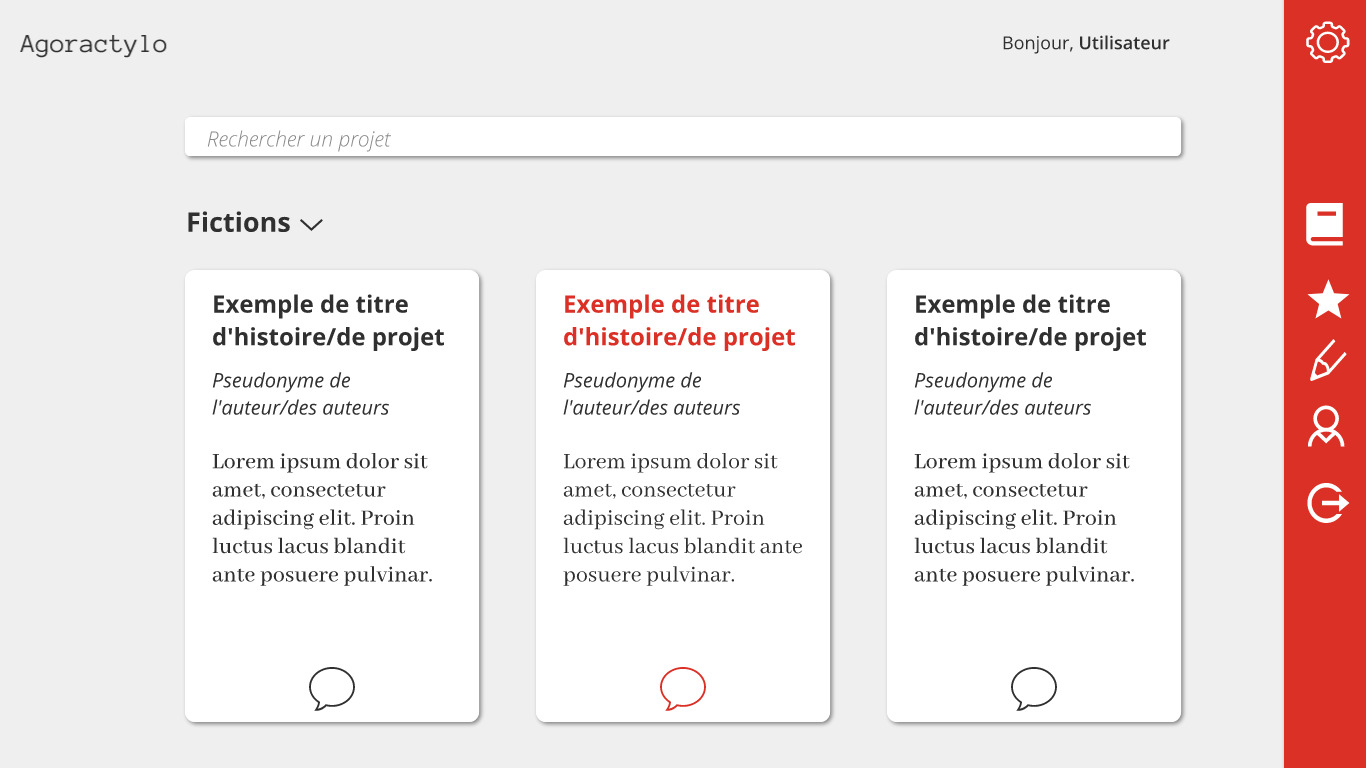 Agoractylo
Bonjour, Utilisateur
Rechercher un projet
Fictions
Exemple de titre
d'histoire/de projet
Pseudonyme de
l'auteur/des auteurs
Lorem ipsum dolor sit
amet, consectetur
adipiscing elit. Proin
luctus lacus blandit
ante posuere pulvinar.
Exemple de titre
d'histoire/de projet
Pseudonyme de
l'auteur/des auteurs
Lorem ipsum dolor sit
amet, consectetur
adipiscing elit. Proin
luctus lacus blandit ante
posuere pulvinar.
Exemple de titre
d'histoire/de projet
Pseudonyme de
l'auteur/des auteurs
Lorem ipsum dolor sit
amet, consectetur
adipiscing elit. Proin
luctus lacus blandit
ante posuere pulvinar.